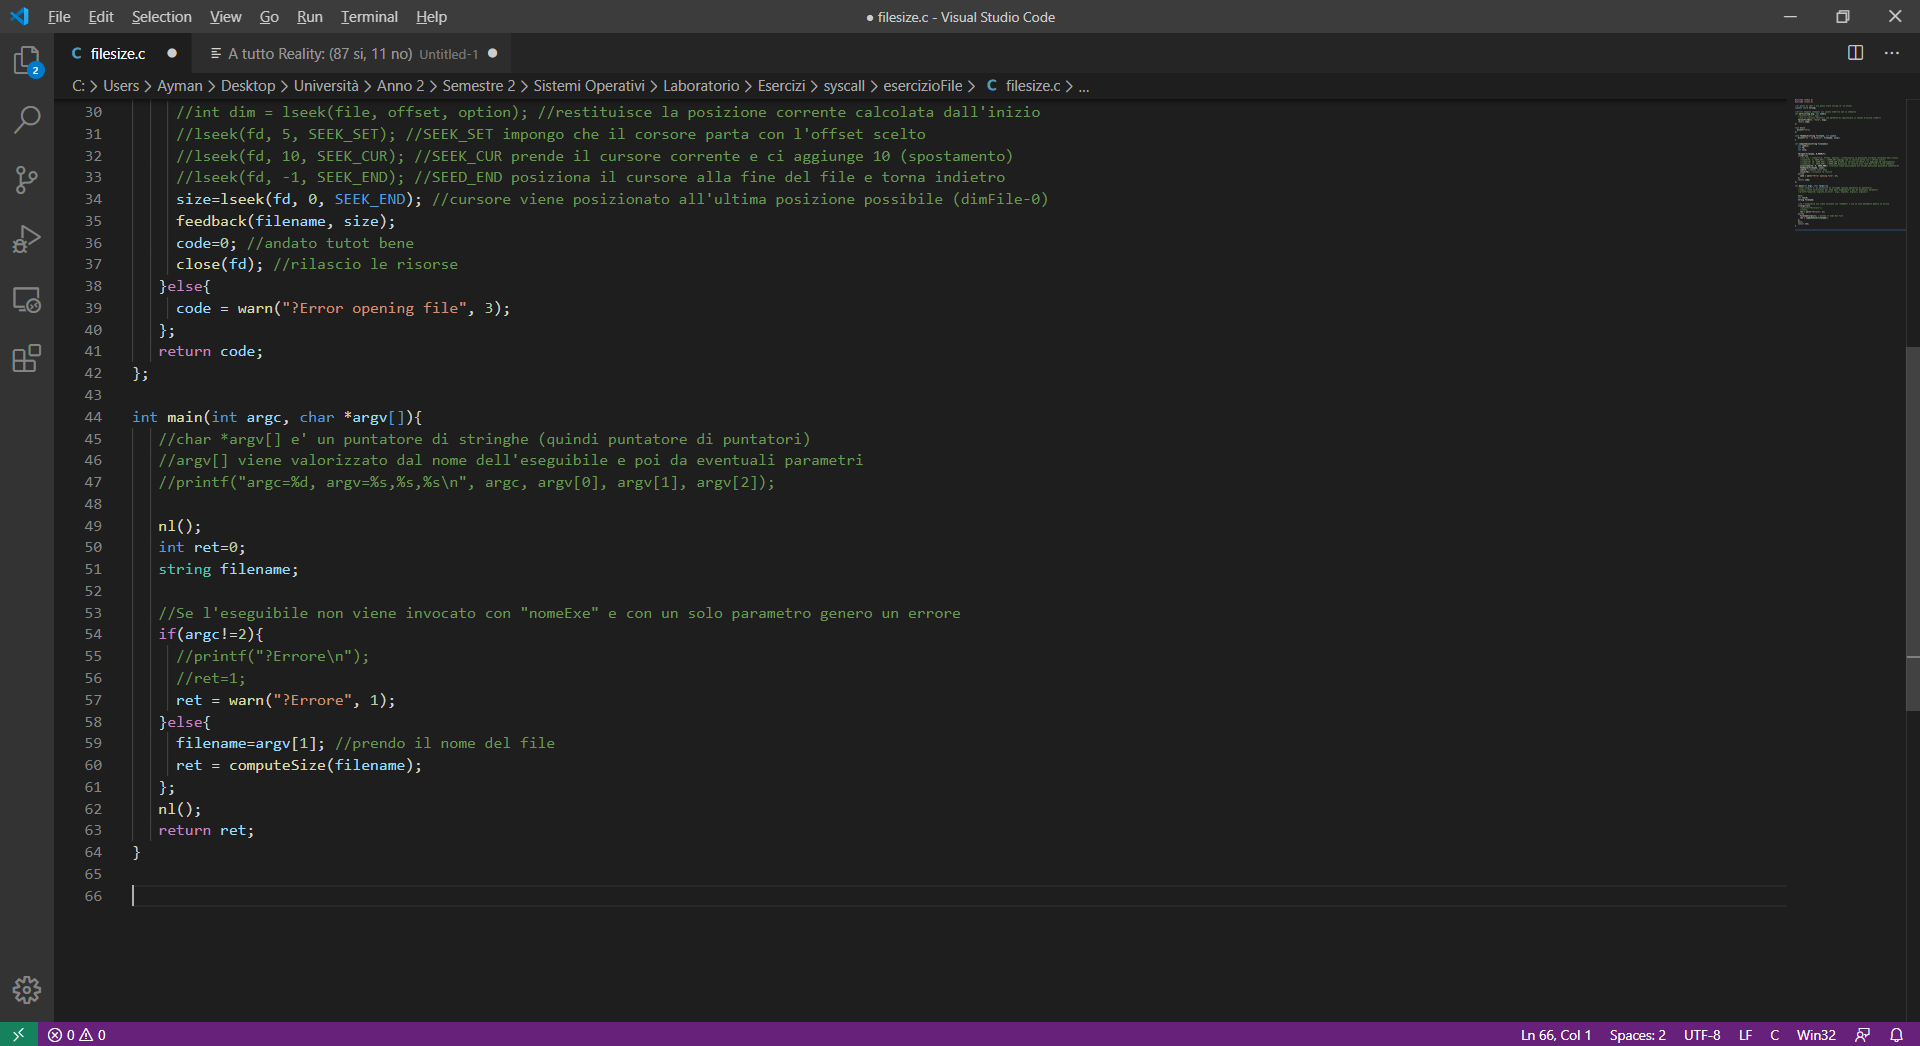 File Edit Selection View Go Run Terminal Help
● filesize.c - Visual Studio Code
C filesize.c ●
A tutto Reality: (87 si, 11 no) Untitled-1 ●
C: > Users > Ayman > Desktop > Università > Anno 2 > Semestre 2 > Sistemi Operativi > Laboratorio > Esercizi > syscall > esercizioFile > C filesize.c > ...
2
30 //int dim = lseek(file, offset, option); //restituisce la posizione corrente calcolata dall'inizio
31 //lseek(fd, 5, SEEK_SET); //SEEK_SET impongo che il corsore parta con l'offset scelto
32 //lseek(fd, 10, SEEK_CUR); //SEEK_CUR prende il cursore corrente e ci aggiunge 10 (spostamento)
33 //lseek(fd, -1, SEEK_END); //SEED_END posiziona il cursore alla fine del file e torna indietro
34 size=lseek(fd, 0, SEEK_END); //cursore viene posizionato all'ultima posizione possibile (dimFile-0)
35 feedback(filename, size);
36 code=0; //andato tutot bene
37 close(fd); //rilascio le risorse
38 }else{
39 code = warn("?Error opening file", 3);
40 };
41 return code;
42 };
43
44 int main(int argc, char *argv[]){
45 //char *argv[] e' un puntatore di stringhe (quindi puntatore di puntatori)
46 //argv[] viene valorizzato dal nome dell'eseguibile e poi da eventuali parametri
47 //printf("argc=%d, argv=%s,%s,%s\n", argc, argv[0], argv[1], argv[2]);
48
49 nl();
50 int ret=0;
51 string filename;
52
53 //Se l'eseguibile non viene invocato con "nomeExe" e con un solo parametro genero un errore
54 if(argc!=2){
55 //printf("?Errore\n");
56 //ret=1;
57 ret = warn("?Errore", 1);
58 }else{
59 filename=argv[1]; //prendo il nome del file
60 ret = computeSize(filename);
61 };
62 nl();
63 return ret;
64 }
65
66
0 0
Ln 66, Col 1 Spaces: 2 UTF-8 LF C Win32